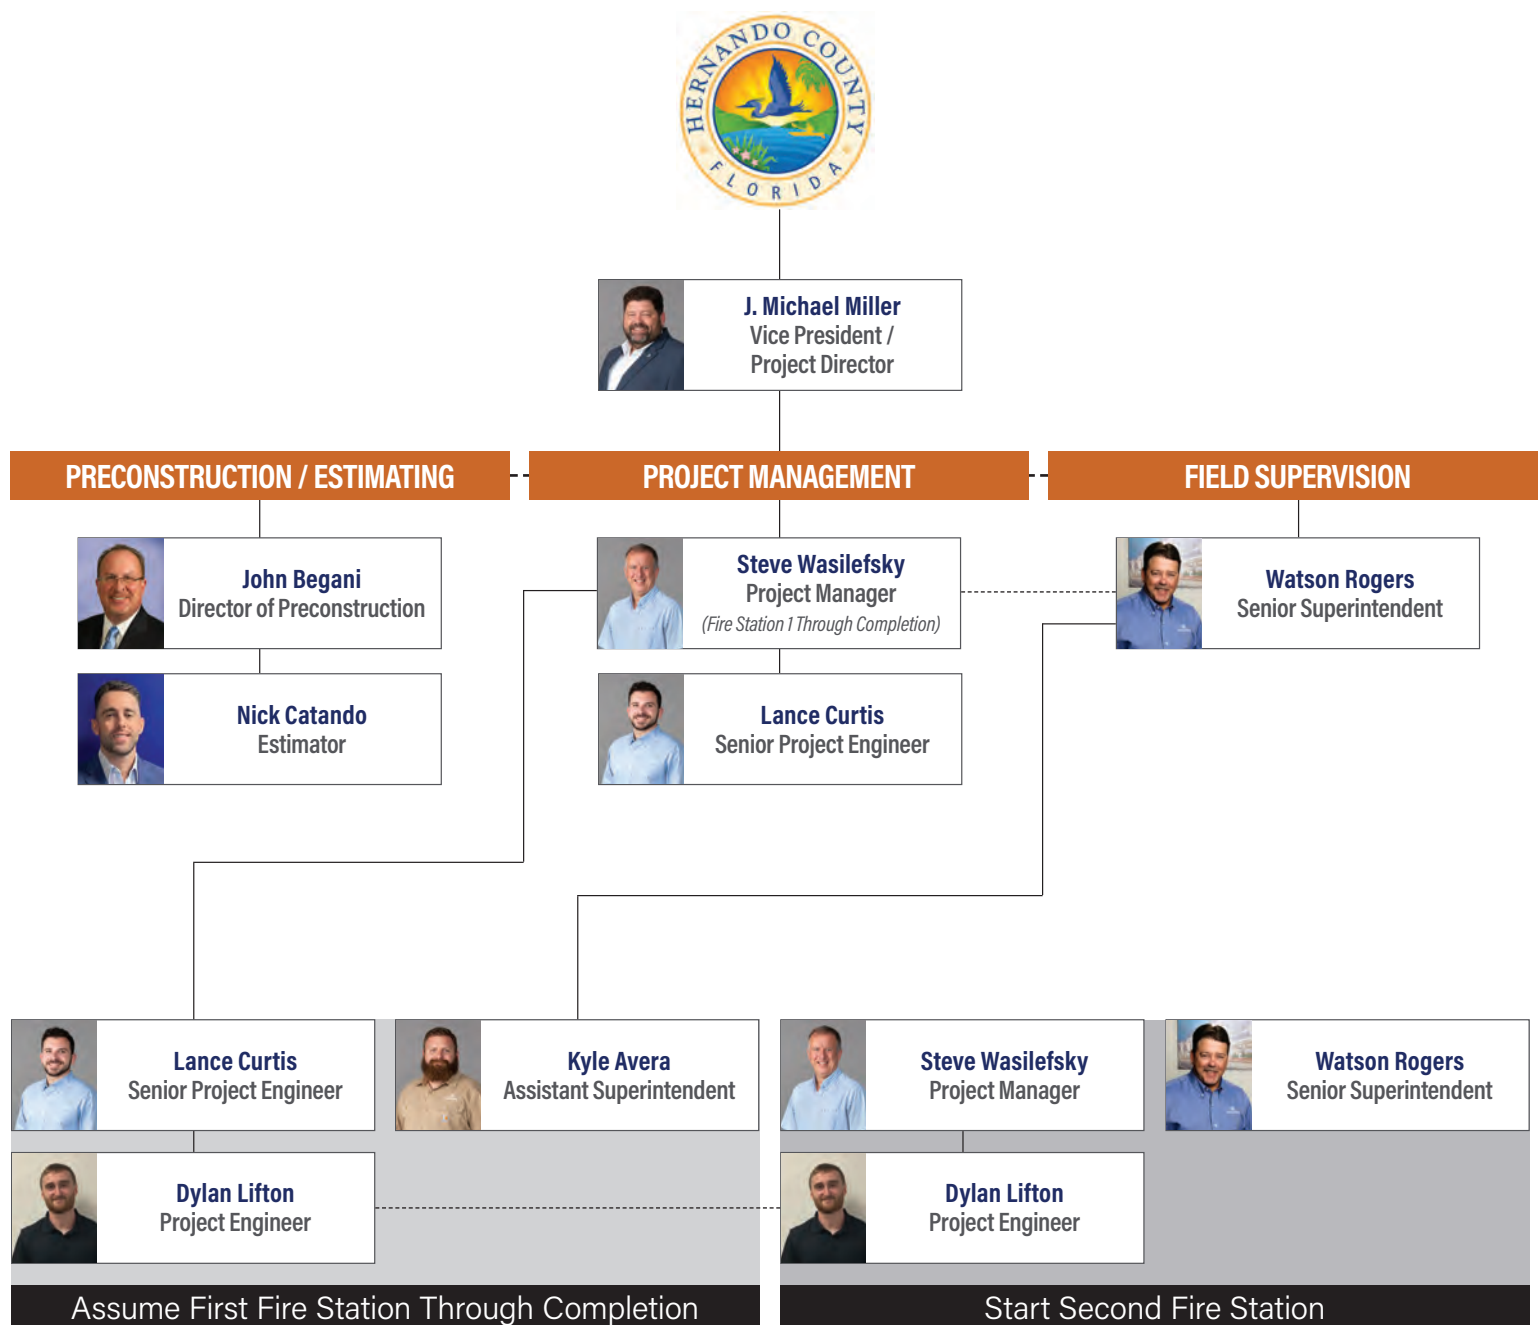 HERNANDO COUNTY
FLORIDA
J. Michael Miller
Vice President /
Project Director
PRECONSTRUCTION / ESTIMATING
PROJECT MANAGEMENT
FIELD SUPERVISION
John Begani
Director of Preconstruction
Steve Wasilefsky
Project Manager
(Fire Station 1 Through Completion)
Watson Rogers
Senior Superintendent
Nick Catando
Estimator
Lance Curtis
Senior Project Engineer
Lance Curtis
Senior Project Engineer
Kyle Avera
Assistant Superintendent
Steve Wasilefsky
Project Manager
Watson Rogers
Senior Superintendent
Dylan Lifton
Project Engineer
Dylan Lifton
Project Engineer
Assume First Fire Station Through Completion
Start Second Fire Station